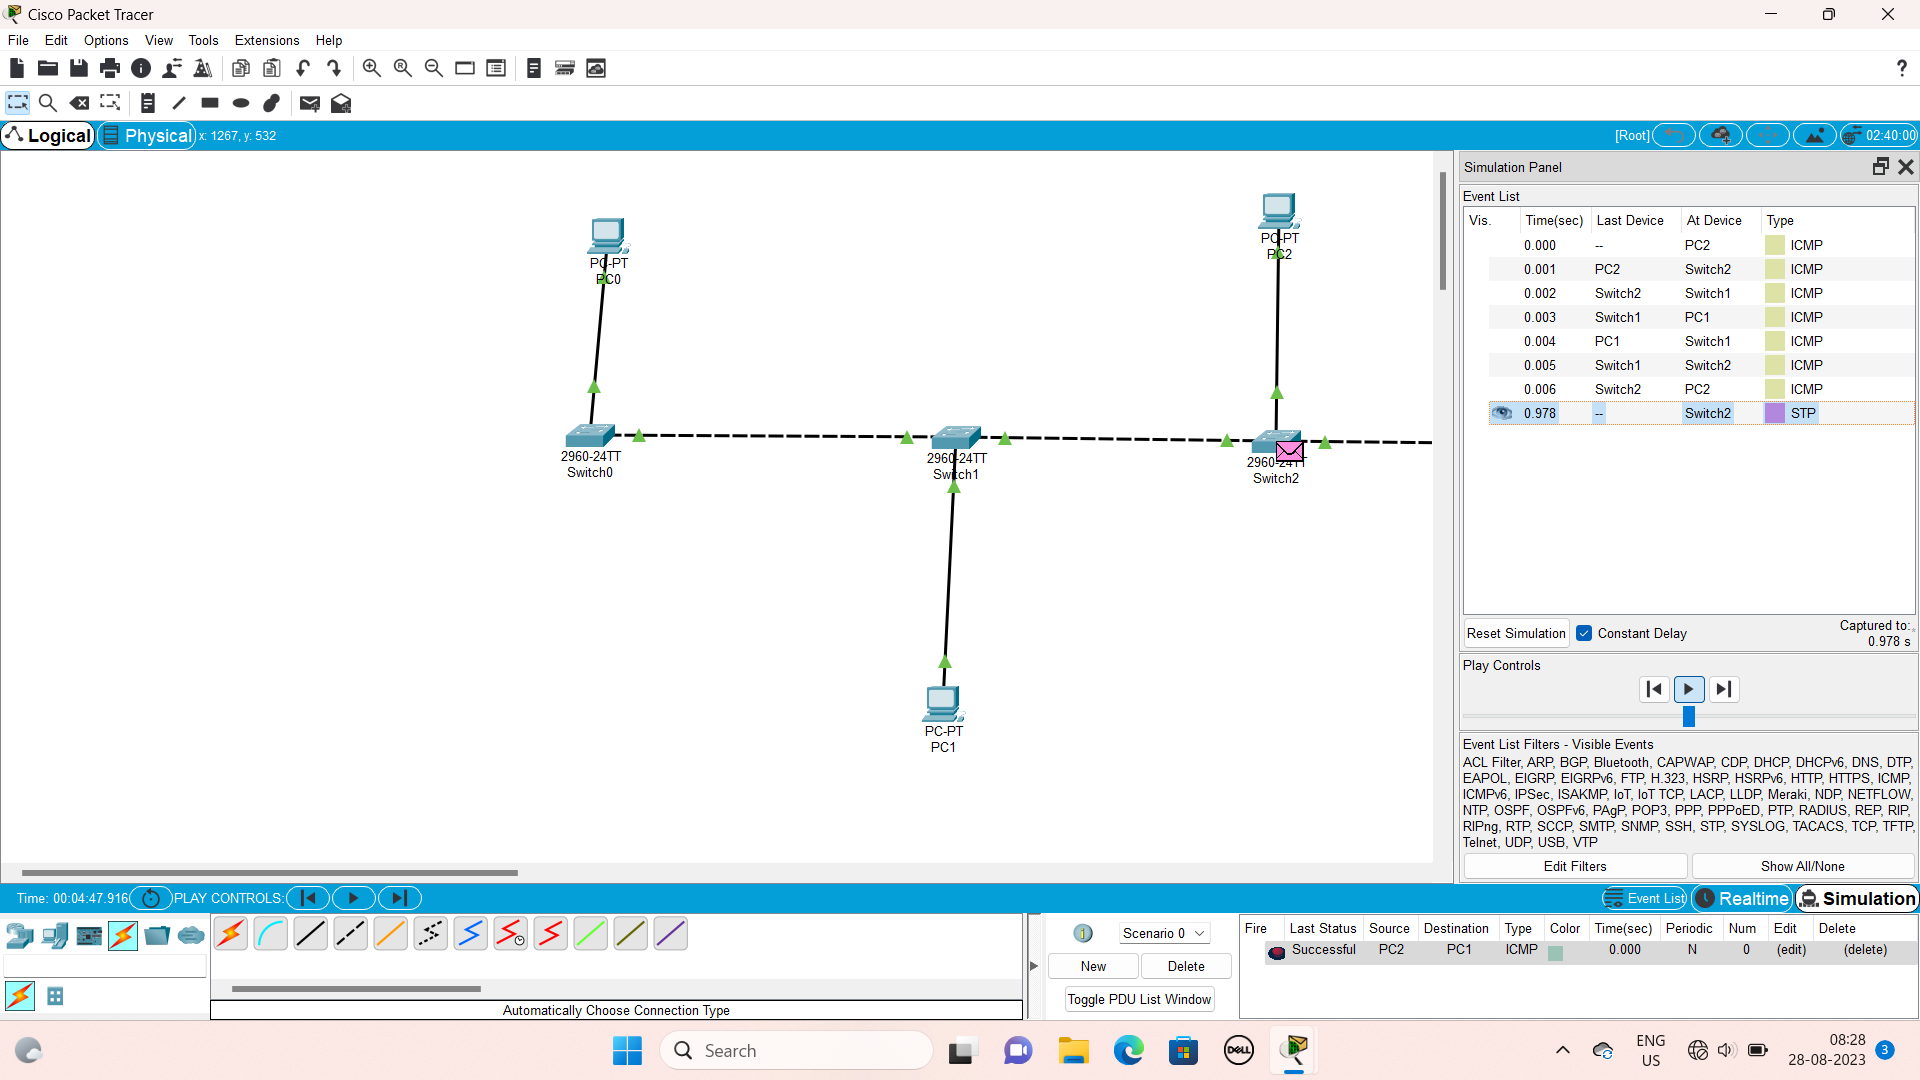 Cisco Packet Tracer
File Edit Options View Tools Extensions Help
Logical Physical x: 1267, y: 532 [Root] 02:40:00
PC-PT
PC0
PC-PT
PC2
2960-24TT
Switch0
2960-24TT
Switch1
2960-24TT
Switch2
PC-PT
PC1
Simulation Panel
Event List
Vis. Time(sec) Last Device At Device Type
0.000 -- PC2 ICMP
0.001 PC2 Switch2 ICMP
0.002 Switch2 Switch1 ICMP
0.003 Switch1 PC1 ICMP
0.004 PC1 Switch1 ICMP
0.005 Switch1 Switch2 ICMP
0.006 Switch2 PC2 ICMP
0.978 -- Switch2 STP
Reset Simulation Constant Delay Captured to:
0.978 s
Play Controls
Event List Filters - Visible Events
ACL Filter, ARP, BGP, Bluetooth, CAPWAP, CDP, DHCP, DHCPv6, DNS, DTP,
EAPOL, EIGRP, EIGRPv6, FTP, H.323, HSRP, HSRPv6, HTTP, HTTPS, ICMP,
ICMPv6, IPSec, ISAKMP, IoT, IoT TCP, LACP, LLDP, Meraki, NDP, NETFLOW,
NTP, OSPF, OSPFv6, PAgP, POP3, PPP, PPPoED, PTP, RADIUS, REP, RIP,
RIPng, RTP, SCCP, SMTP, SNMP, SSH, STP, SYSLOG, TACACS, TCP, TFTP,
Telnet, UDP, USB, VTP
Edit Filters Show All/None
Time: 00:04:47.916 PLAY CONTROLS: Event List Realtime Simulation
Automatically Choose Connection Type
Scenario 0
New Delete
Toggle PDU List Window
Fire Last Status Source Destination Type Color Time(sec) Periodic Num Edit Delete
Successful PC2 PC1 ICMP 0.000 N 0 (edit) (delete)
Search
DELL
ENG
US
08:28
28-08-2023
3